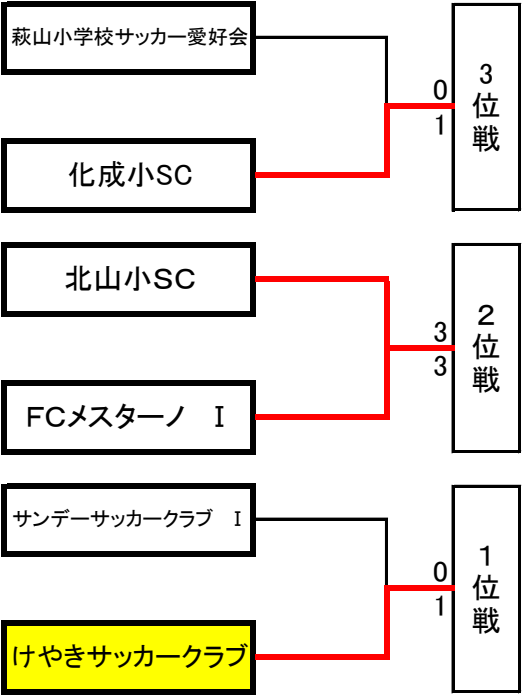 萩山小学校サッカー愛好会
0
1
3位戦
化成小SC
北山小SC
3
3
2位戦
FCメスターノ　Ⅰ
サンデーサッカークラブ　Ⅰ
0
1
1位戦
けやきサッカークラブ